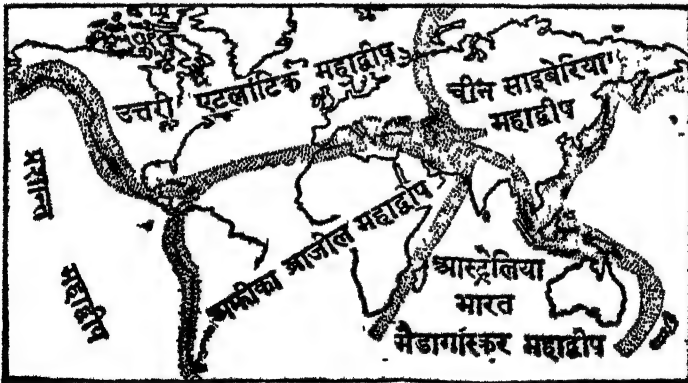 उत्तरी एटलांटिक महाद्वीप
चीन साइबेरिया
महाद्वीप
प्रशान्त
महाद्वीप
अफ्रीका ब्राजील महाद्वीप
आस्ट्रेलिया
भारत
मैडागास्कर महाद्वीप